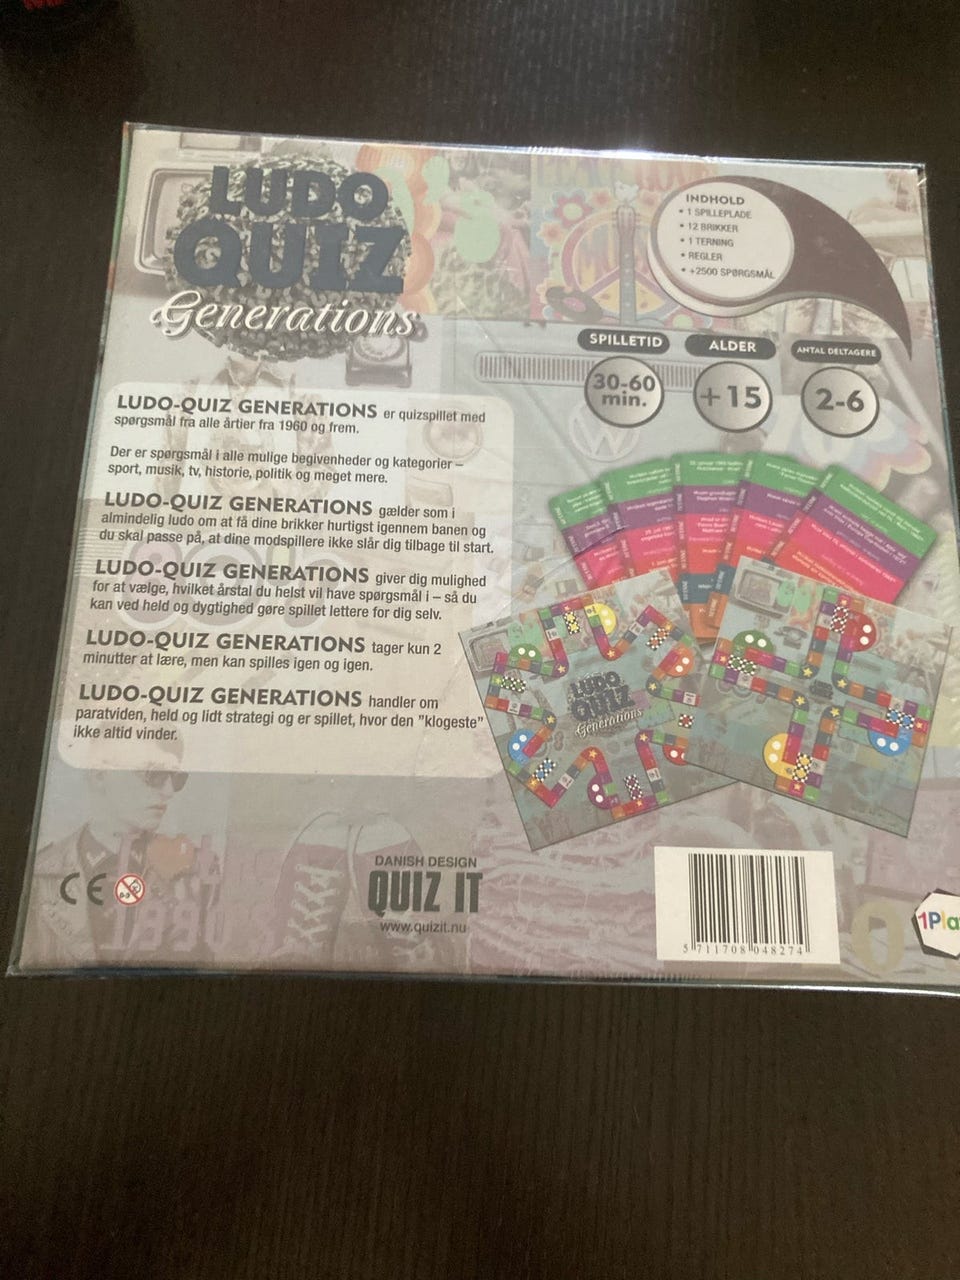 LUDO
QUIZ
Generations
INDHOLD
• 1 SPILLEPLADE
• 12 BRIKKER
• 1 TERNING
• REGLER
• +2500 SPØRGSMÅL
SPILLETID
ALDER
ANTAL DELTAGERE
30-60
min.
+15
2-6
LUDO-QUIZ GENERATIONS er quizspillet med
spørgsmål fra alle årtier fra 1960 og frem.
Der er spørgsmål i alle mulige begivenheder og kategorier –
sport, musik, tv, historie, politik og meget mere.
LUDO-QUIZ GENERATIONS gælder som i
almindelig ludo om at få dine brikker hurtigst igennem banen og
du skal passe på, at dine modspillere ikke slår dig tilbage til start.
LUDO-QUIZ GENERATIONS giver dig mulighed
for at vælge, hvilket årstal du helst vil have spørgsmål i – så du
kan ved held og dygtighed gøre spillet lettere for dig selv.
LUDO-QUIZ GENERATIONS tager kun 2
minutter at lære, men kan spilles igen og igen.
LUDO-QUIZ GENERATIONS handler om
paratviden, held og lidt strategi og er spillet, hvor den "klogeste"
ikke altid vinder.
LUDO
QUIZ
Generations
CE
0-3
DANISH DESIGN
QUIZ IT
www.quizit.nu
5 711708 048274
1Pla